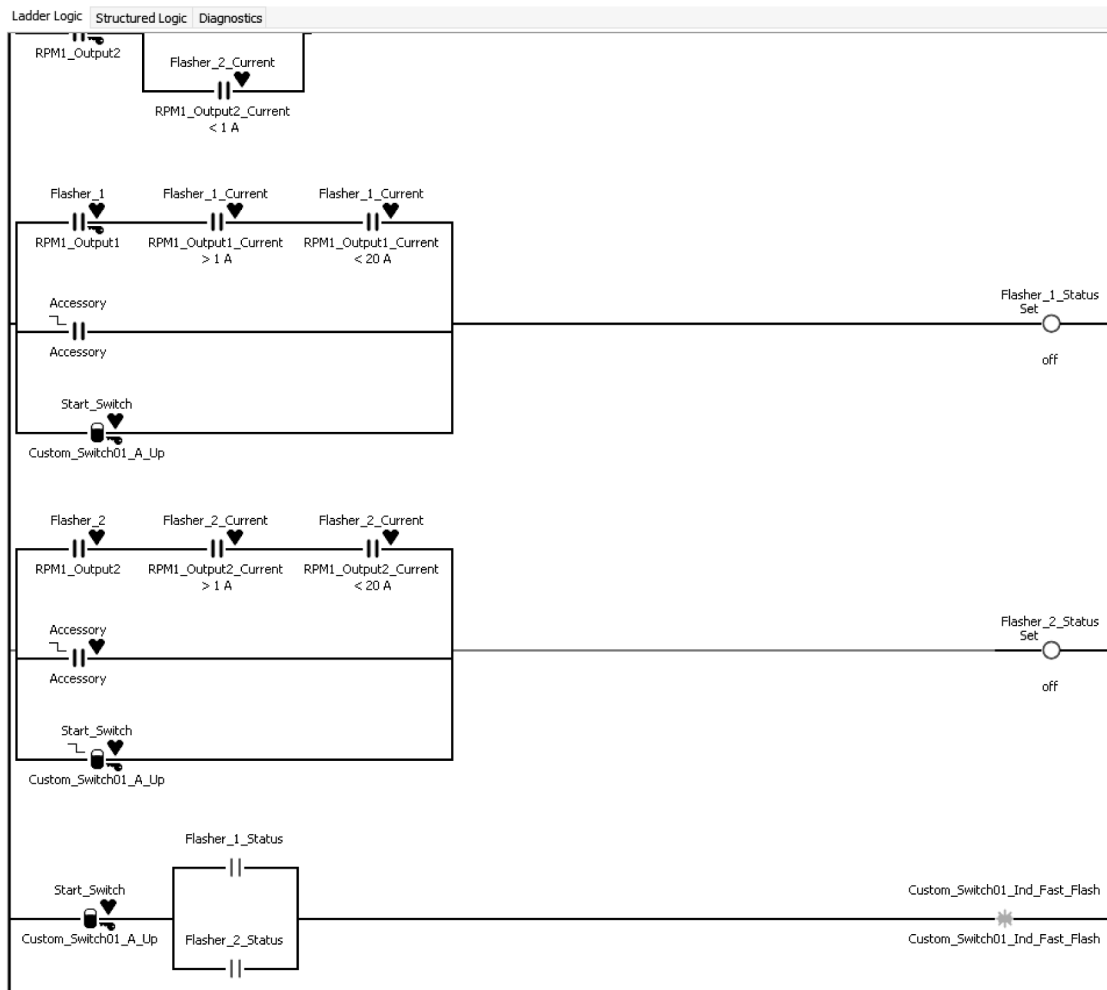 Ladder Logic Structured Logic Diagnostics
RPM1_Output2
Flasher_2_Current
RPM1_Output2_Current
< 1 A
Flasher_1 Flasher_1_Current Flasher_1_Current
RPM1_Output1 RPM1_Output1_Current RPM1_Output1_Current
> 1 A < 20 A
Accessory
Accessory
Flasher_1_Status
Set
off
Start_Switch
Custom_Switch01_A_Up
Flasher_2 Flasher_2_Current Flasher_2_Current
RPM1_Output2 RPM1_Output2_Current RPM1_Output2_Current
> 1 A < 20 A
Accessory
Accessory
Flasher_2_Status
Set
off
Start_Switch
Custom_Switch01_A_Up
Flasher_1_Status
Start_Switch
Custom_Switch01_A_Up
Flasher_2_Status
Custom_Switch01_Ind_Fast_Flash
Custom_Switch01_Ind_Fast_Flash